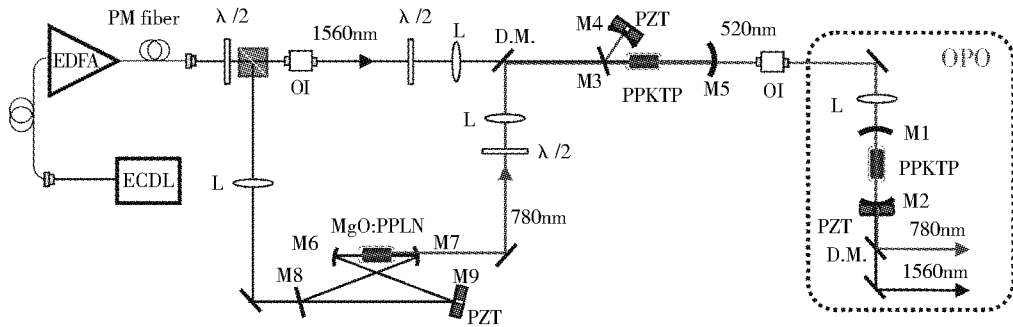 PM fiber
λ /2
1560nm
λ /2
L
D.M.
M4
PZT
520nm
OPO
EDFA
OI
M3
PPKTP
M5
OI
L
L
M1
λ /2
PPKTP
ECDL
L
M2
MgO:PPLN
780nm
PZT
780nm
M6
M7
D.M.
M8
M9
1560nm
PZT